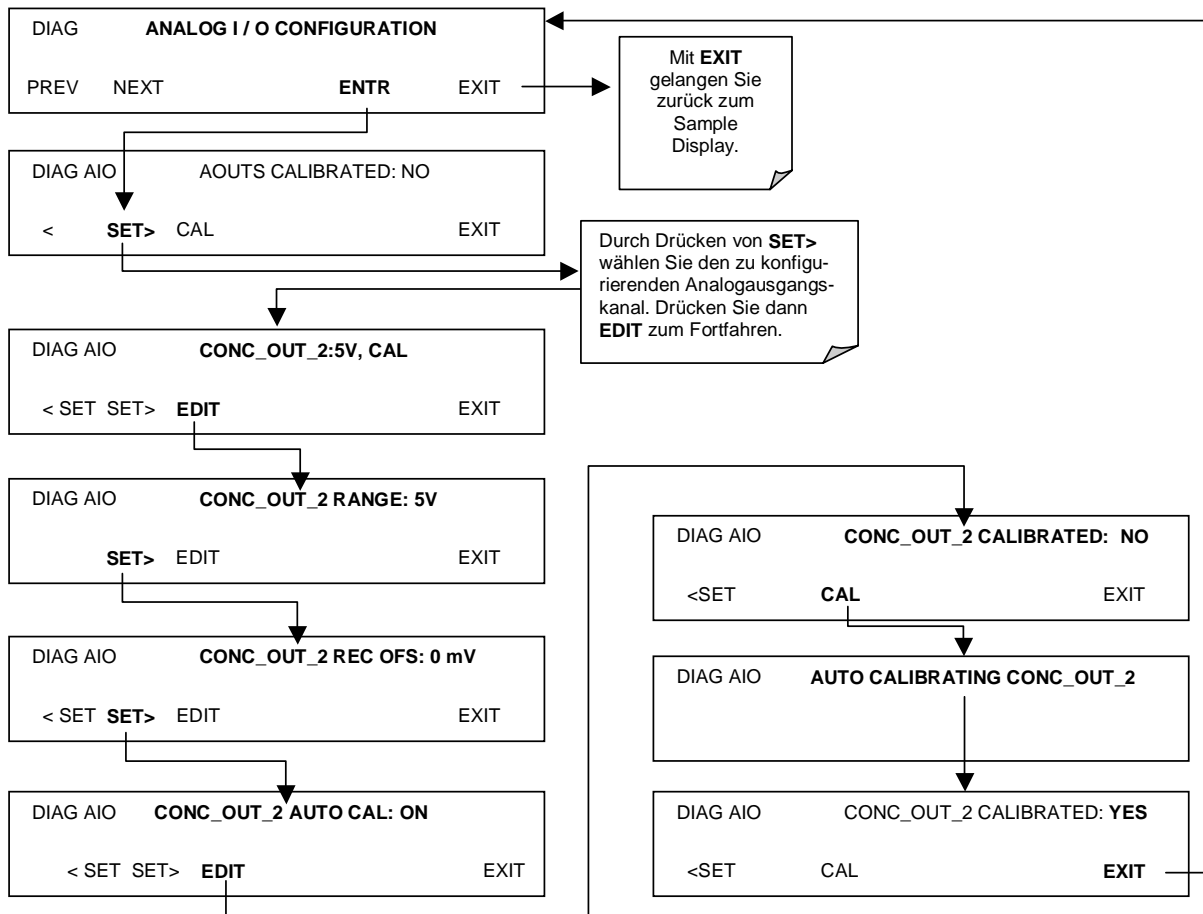 DIAG ANALOG I / O CONFIGURATION
PREV NEXT ENTR EXIT
Mit EXIT
gelangen Sie
zurück zum
Sample
Display.
DIAG AIO AOUTS CALIBRATED: NO
< SET> CAL EXIT
Durch Drücken von SET>
wählen Sie den zu konfigu-
rierenden Analogausgangs-
kanal. Drücken Sie dann
EDIT zum Fortfahren.
DIAG AIO CONC_OUT_2:5V, CAL
< SET SET> EDIT EXIT
DIAG AIO CONC_OUT_2 RANGE: 5V
SET> EDIT EXIT
DIAG AIO CONC_OUT_2 REC OFS: 0 mV
< SET SET> EDIT EXIT
DIAG AIO CONC_OUT_2 AUTO CAL: ON
< SET SET> EDIT EXIT
DIAG AIO CONC_OUT_2 CALIBRATED: NO
<SET CAL EXIT
DIAG AIO AUTO CALIBRATING CONC_OUT_2
DIAG AIO CONC_OUT_2 CALIBRATED: YES
<SET CAL EXIT